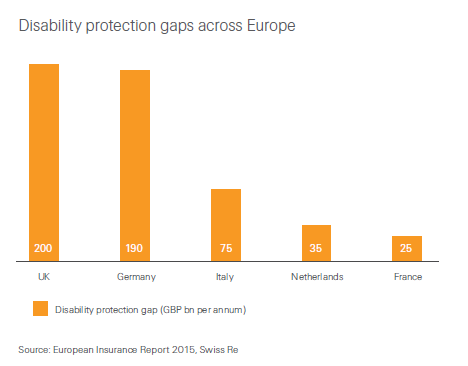 Disability protection gaps across Europe
200 190 75 35 25
UK Germany Italy Netherlands France
Disability protection gap (GBP bn per annum)
Source: European Insurance Report 2015, Swiss Re